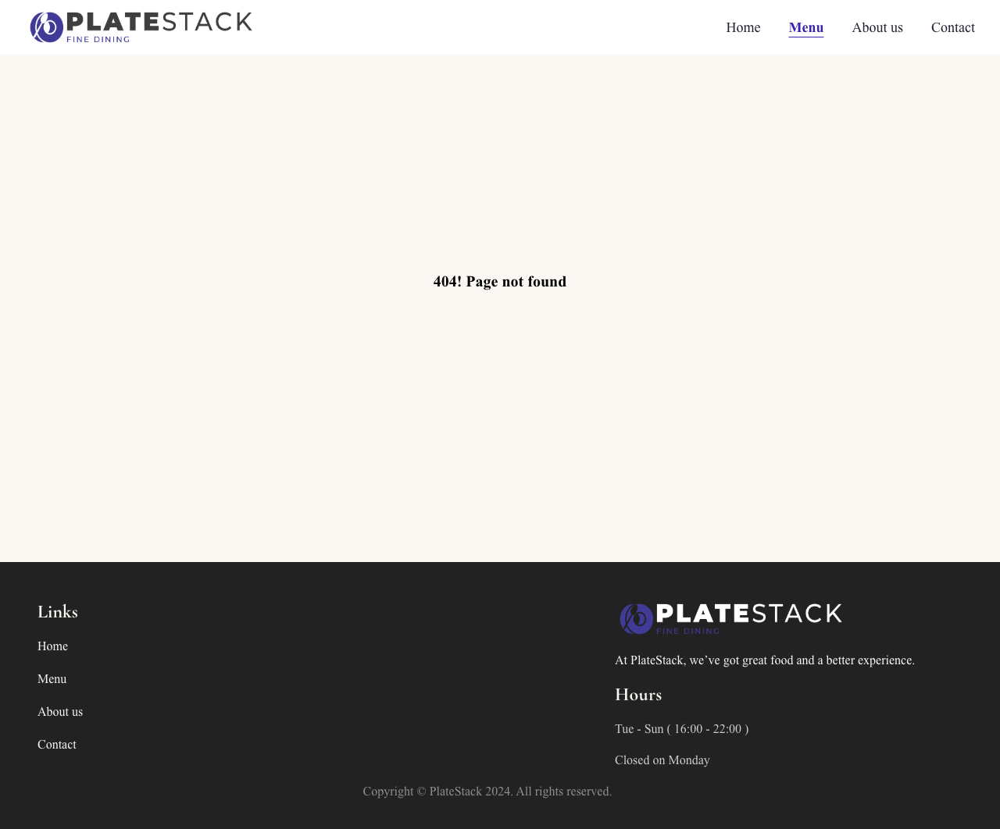 PLATESTACK
FINE DINING
Home
Menu
About us
Contact
404! Page not found
Links
Home
Menu
About us
Contact
PLATESTACK
FINE DINING
At PlateStack, we’ve got great food and a better experience.
Hours
Tue - Sun ( 16:00 - 22:00 )
Closed on Monday
Copyright © PlateStack 2024. All rights reserved.